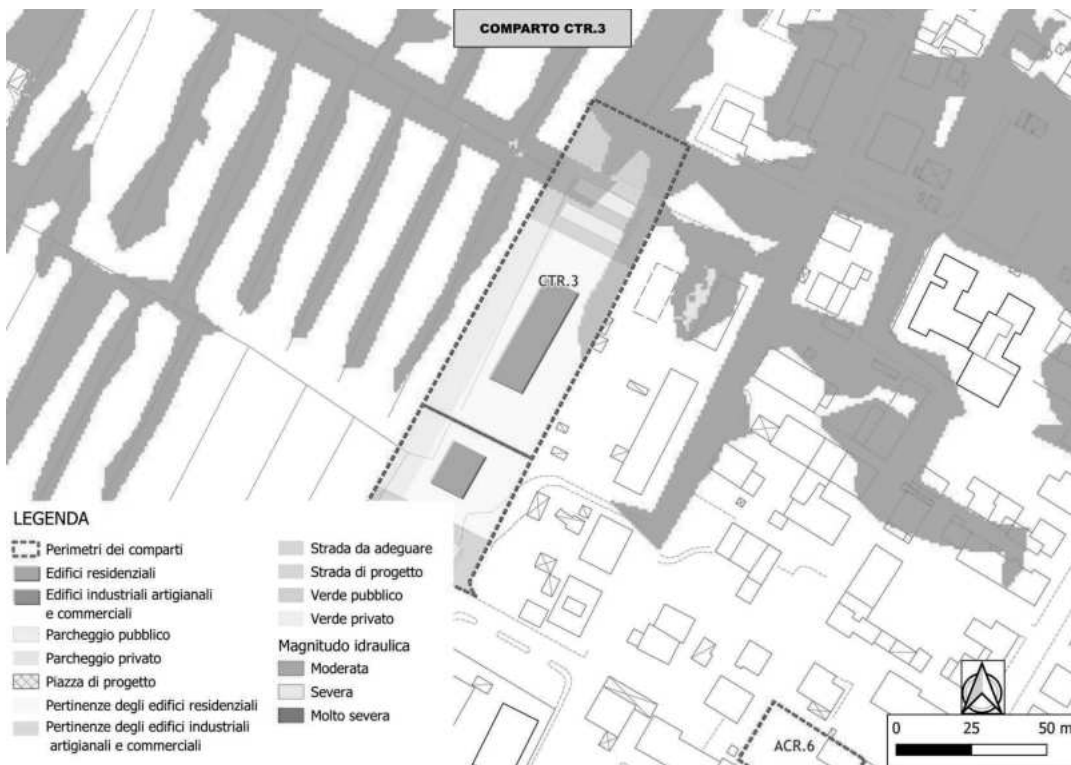 COMPARTO CTR.3
CTR.3
LEGENDA
Perimetri dei comparti
Edifici residenziali
Edifici industriali artigianali
e commerciali
Parcheggio pubblico
Parcheggio privato
Piazza di progetto
Pertinenze degli edifici residenziali
Pertinenze degli edifici industriali
artigianali e commerciali
Strada da adeguare
Strada di progetto
Verde pubblico
Verde privato
Magnitudo idraulica
Moderata
Severa
Molto severa
ACR.6
0 25 50 m